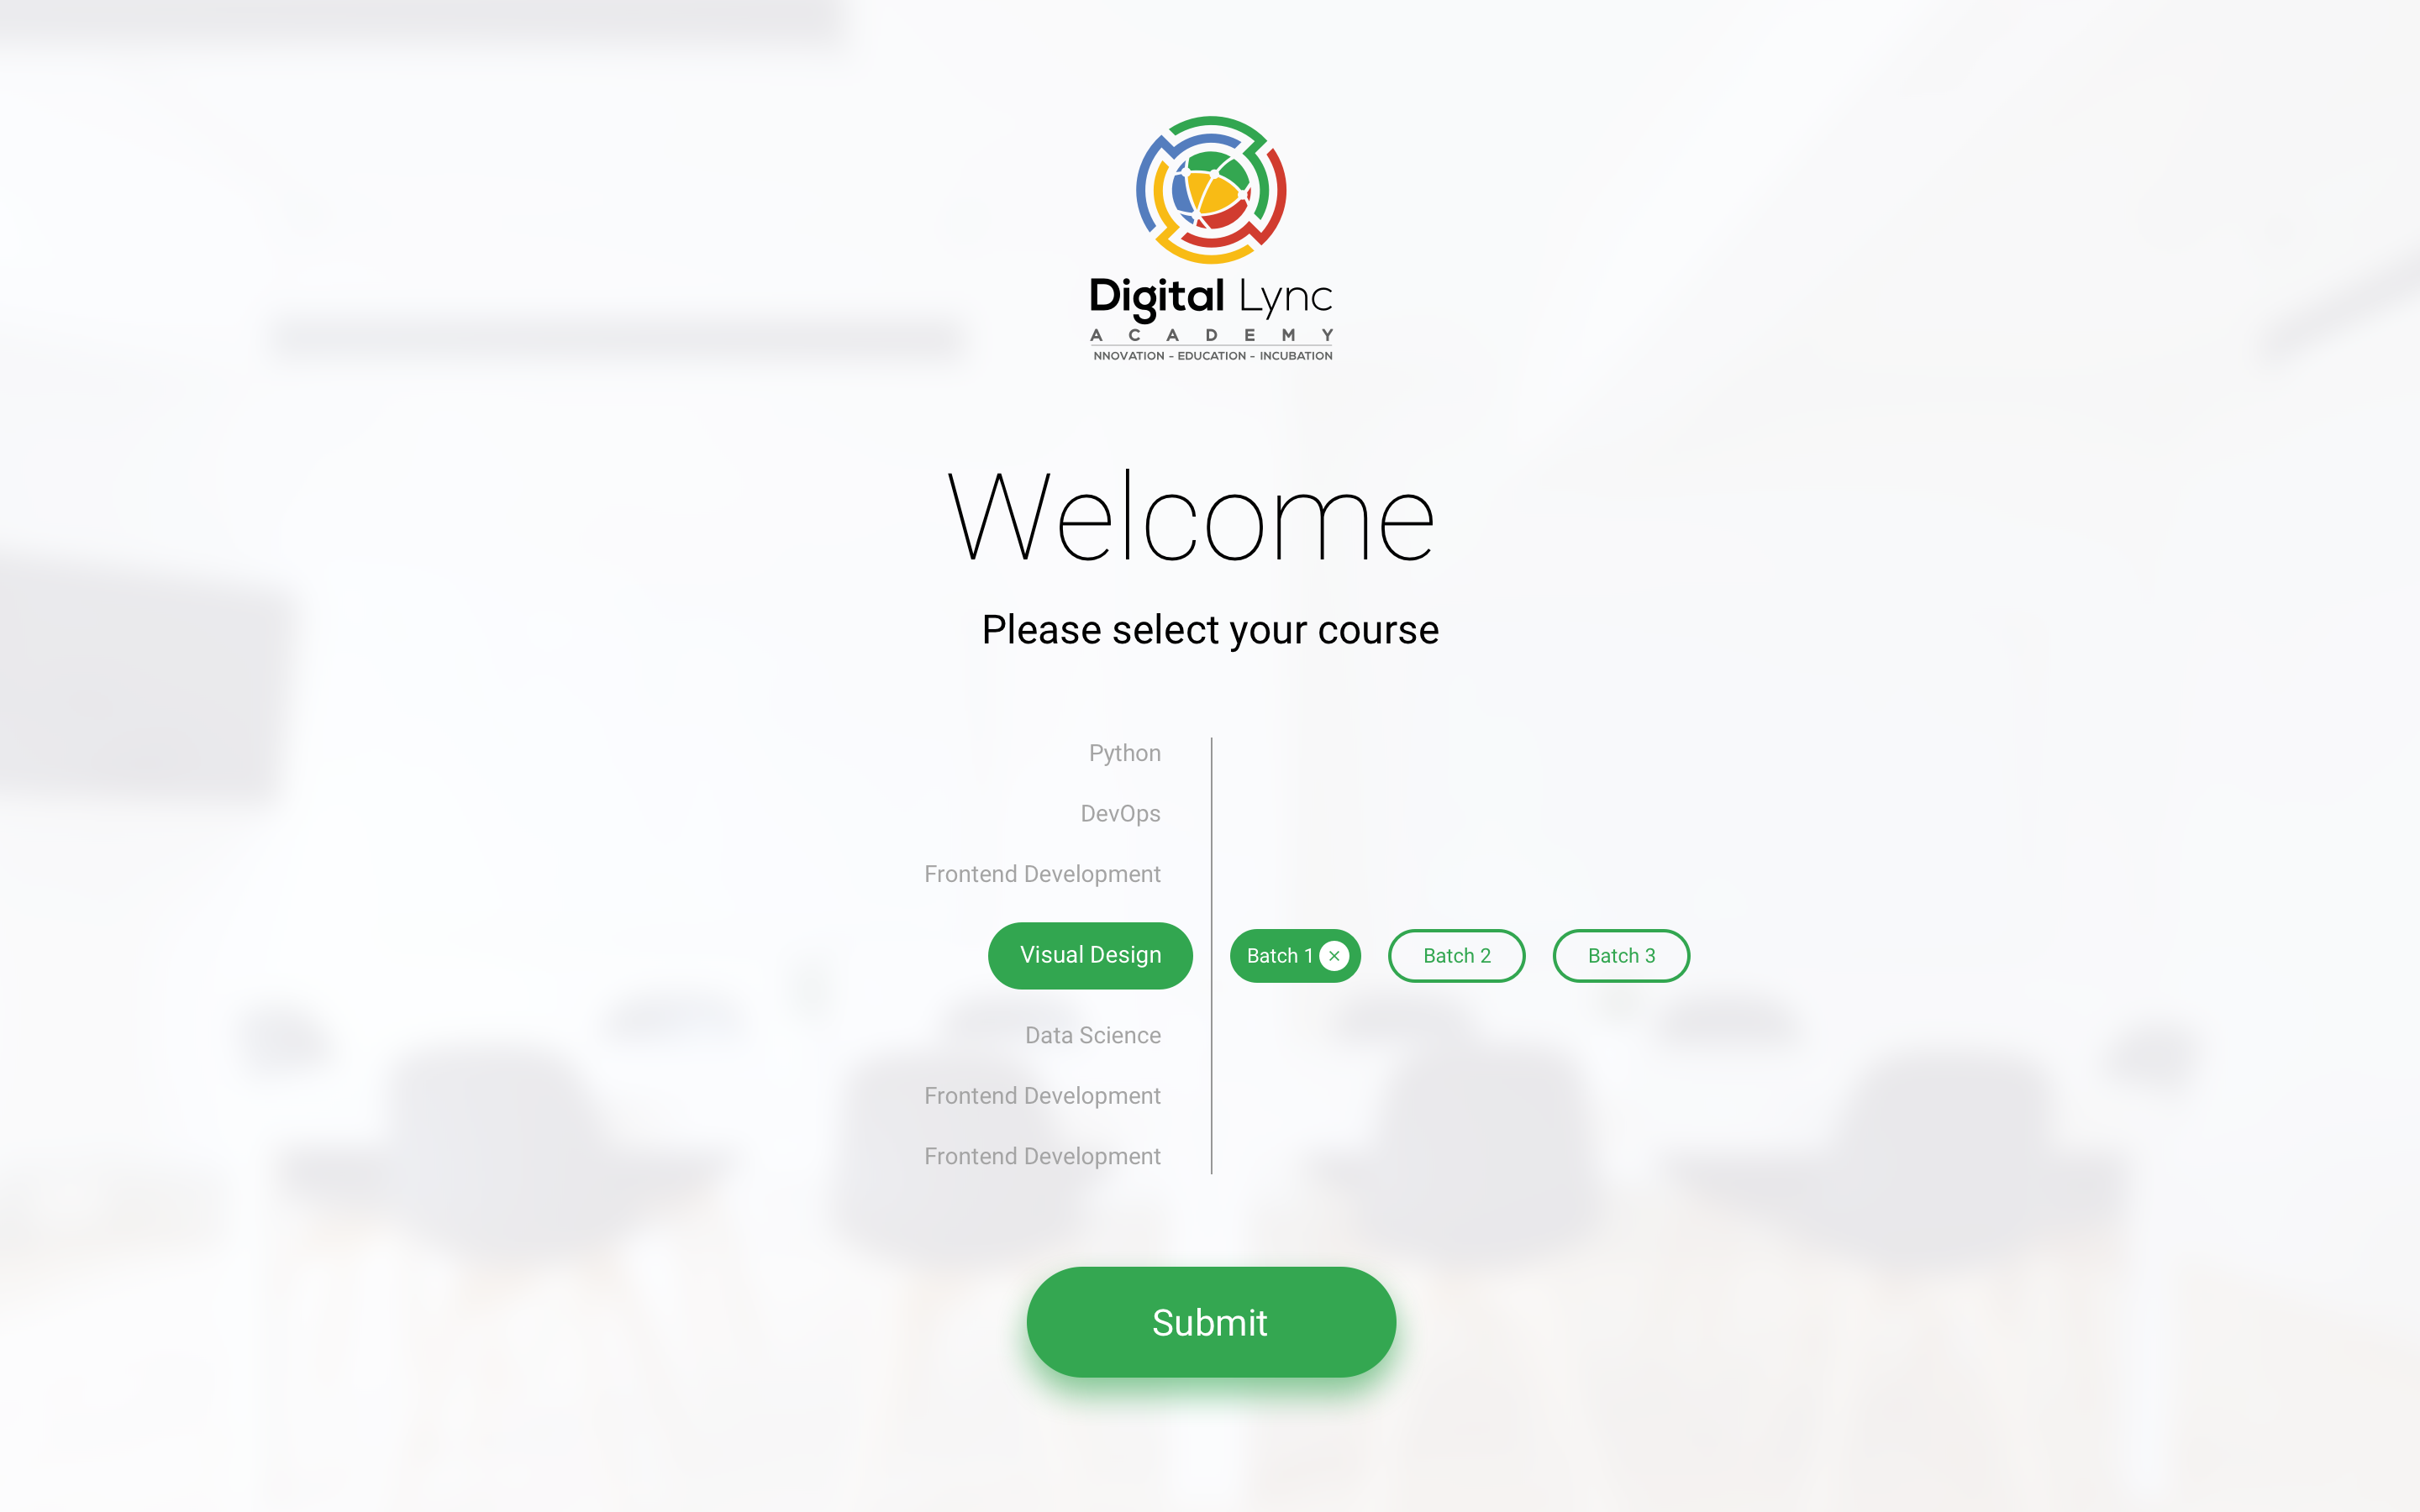 Digital Lync
ACADEMY
NNOVATION - EDUCATION - INCUBATION
Welcome
Please select your course
Python
DevOps
Frontend Development
Visual Design Batch 1 Batch 2 Batch 3
Data Science
Frontend Development
Frontend Development
Submit